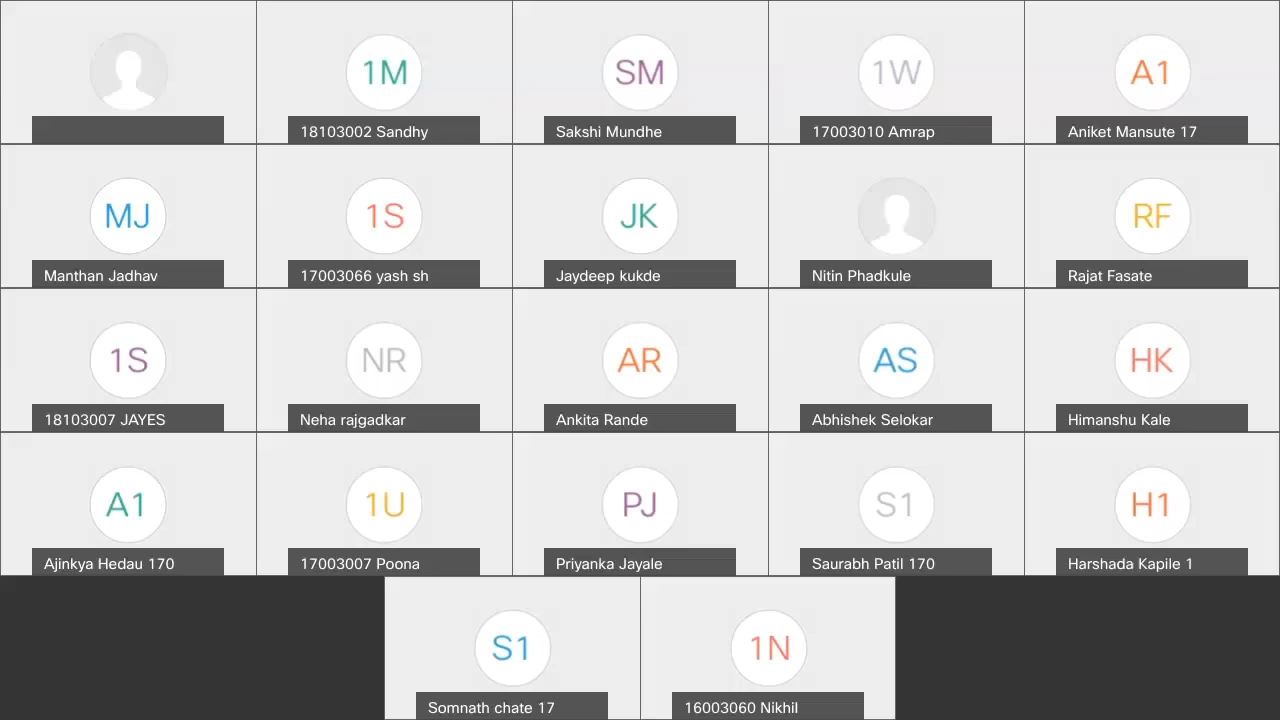 1M
18103002 Sandhy
SM
Sakshi Mundhe
1W
17003010 Amrap
A1
Aniket Mansute 17
MJ
Manthan Jadhav
1S
17003066 yash sh
JK
Jaydeep kukde
Nitin Phadkule
RF
Rajat Fasate
1S
18103007 JAYES
NR
Neha rajgadkar
AR
Ankita Rande
AS
Abhishek Selokar
HK
Himanshu Kale
A1
Ajinkya Hedau 170
1U
17003007 Poona
PJ
Priyanka Jayale
S1
Saurabh Patil 170
H1
Harshada Kapile 1
S1
Somnath chate 17
1N
16003060 Nikhil